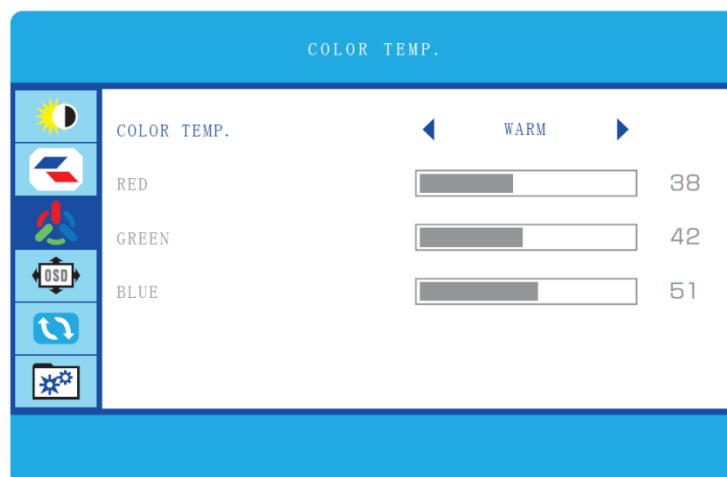 COLOR TEMP.
COLOR TEMP. WARM
RED 38
GREEN 42
OSD
BLUE 51